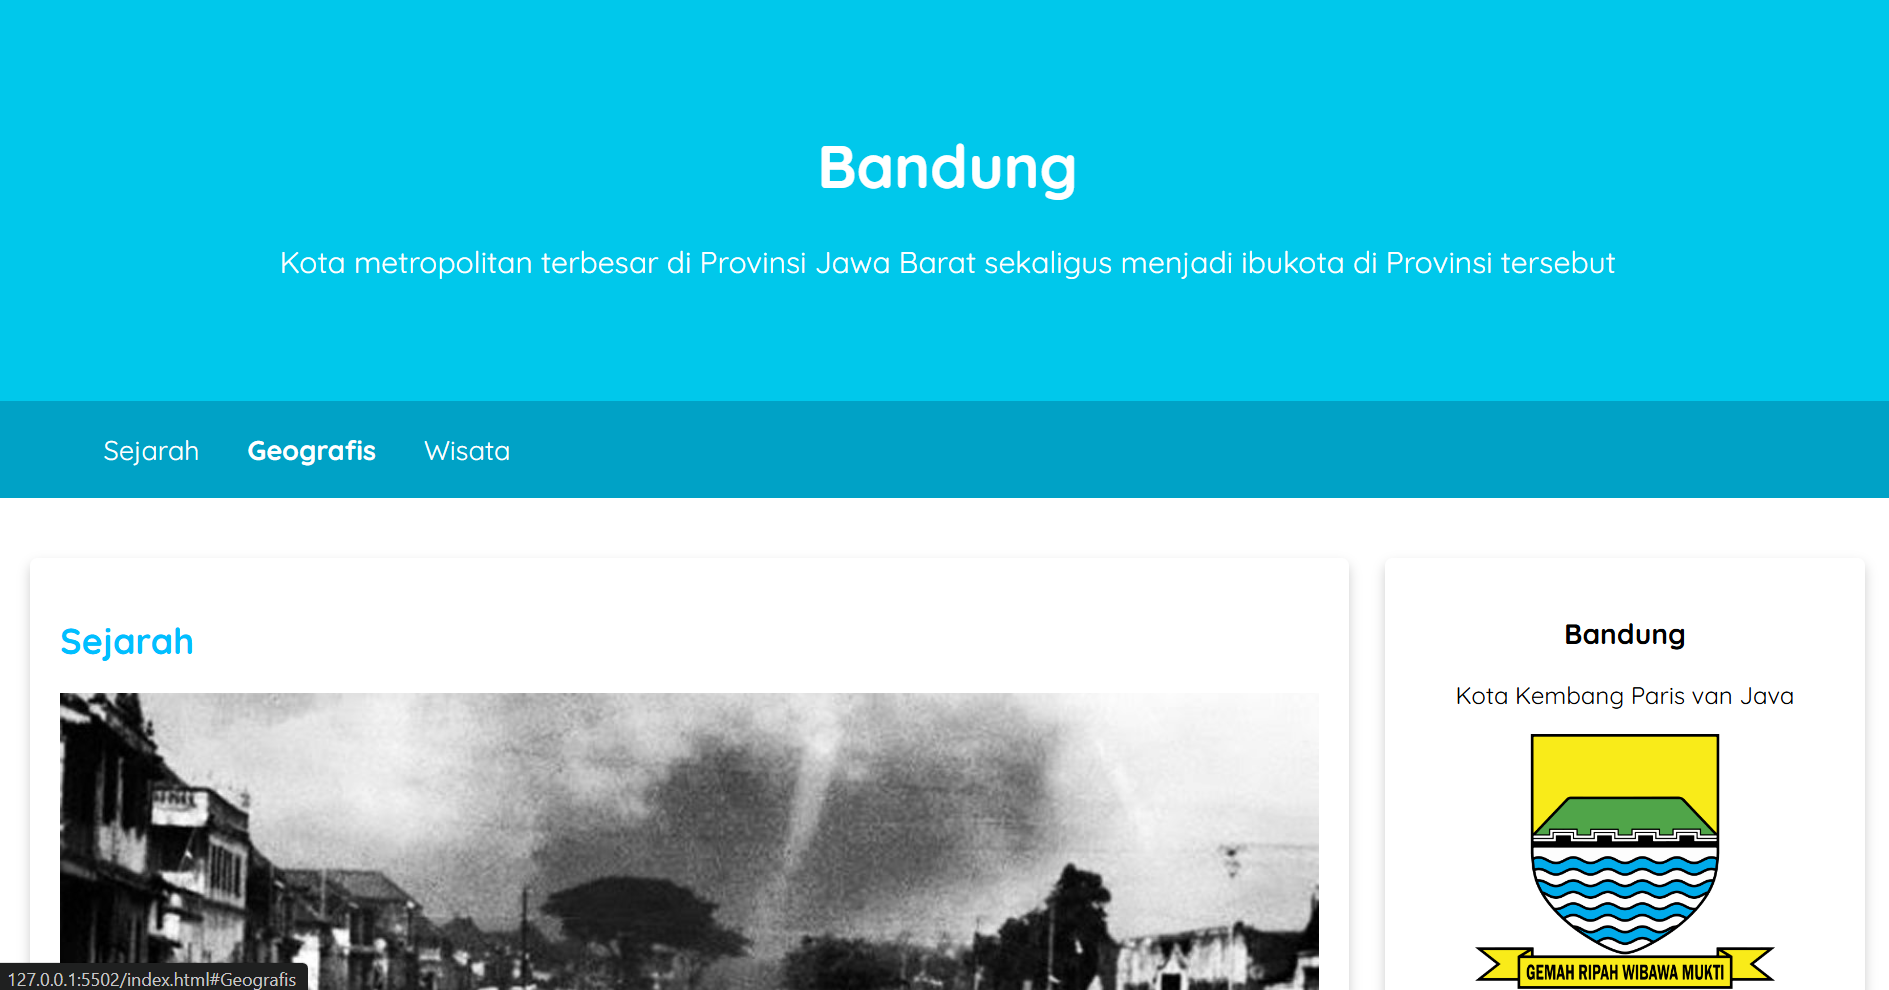 Bandung
Kota metropolitan terbesar di Provinsi Jawa Barat sekaligus menjadi ibukota di Provinsi tersebut
Sejarah Geografis Wisata
Sejarah
Bandung
Kota Kembang Paris van Java
GEMAH RIPAH WIBAWA MUKTI
127.0.0.1:5502/index.html#Geografis